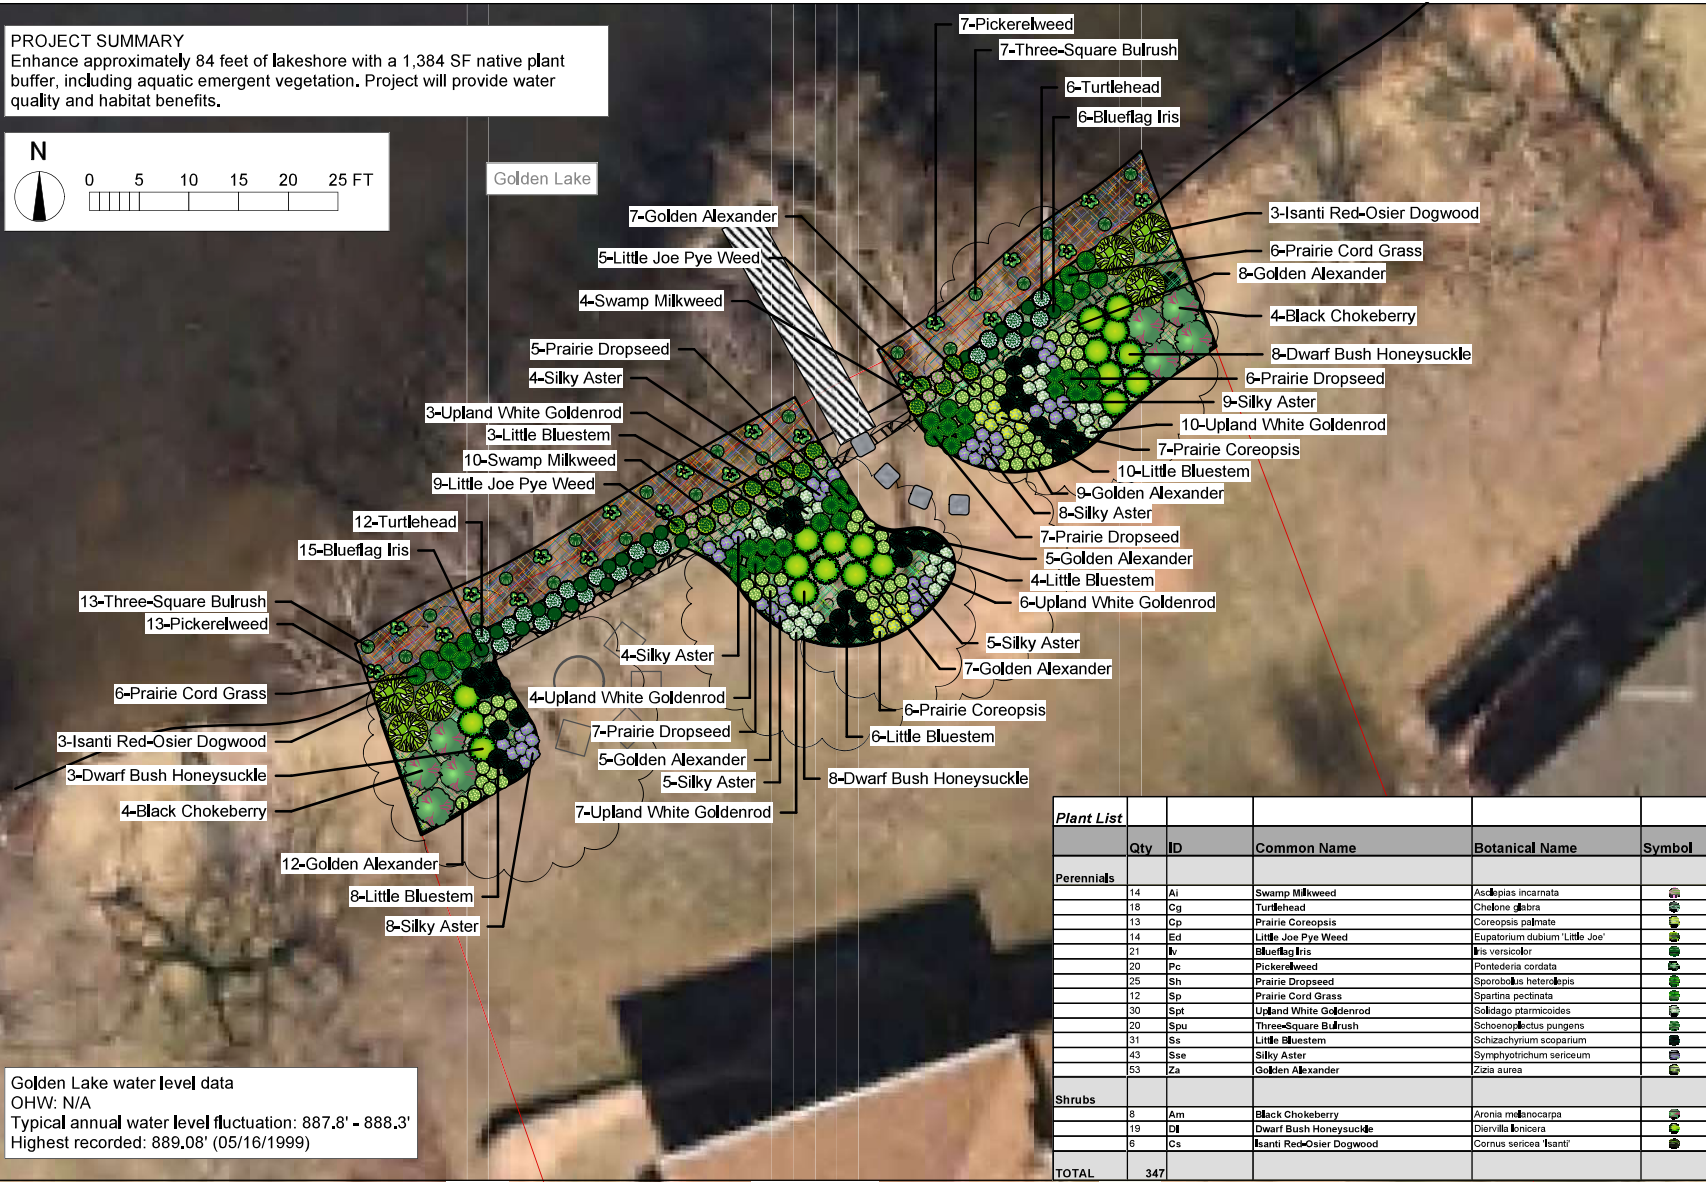 PROJECT SUMMARY
Enhance approximately 84 feet of lakeshore with a 1,384 SF native plant
buffer, including aquatic emergent vegetation. Project will provide water
quality and habitat benefits.
N
0 5 10 15 20 25 FT
Golden Lake
7-Pickerelweed
7-Three-Square Bulrush
6-Turtlehead
6-Blueflag Iris
7-Golden Alexander
5-Little Joe Pye Weed
4-Swamp Milkweed
5-Prairie Dropseed
4-Silky Aster
3-Upland White Goldenrod
3-Little Bluestem
10-Swamp Milkweed
9-Little Joe Pye Weed
12-Turtlehead
15-Blueflag Iris
13-Three-Square Bulrush
13-Pickerelweed
6-Prairie Cord Grass
3-Isanti Red-Osier Dogwood
3-Dwarf Bush Honeysuckle
4-Black Chokeberry
12-Golden Alexander
8-Little Bluestem
8-Silky Aster
3-Isanti Red-Osier Dogwood
6-Prairie Cord Grass
8-Golden Alexander
4-Black Chokeberry
8-Dwarf Bush Honeysuckle
6-Prairie Dropseed
9-Silky Aster
10-Upland White Goldenrod
7-Prairie Coreopsis
10-Little Bluestem
9-Golden Alexander
8-Silky Aster
7-Prairie Dropseed
5-Golden Alexander
4-Little Bluestem
6-Upland White Goldenrod
5-Silky Aster
7-Golden Alexander
6-Prairie Coreopsis
6-Little Bluestem
8-Dwarf Bush Honeysuckle
4-Silky Aster
4-Upland White Goldenrod
7-Prairie Dropseed
5-Golden Alexander
5-Silky Aster
7-Upland White Goldenrod
Plant List
Qty ID Common Name Botanical Name Symbol
Perennials
14 Ai Swamp Milkweed Asclepias incarnata
18 Cg Turtlehead Chelone glabra
13 Cp Prairie Coreopsis Coreopsis palmate
14 Ed Little Joe Pye Weed Eupatorium dubium 'Little Joe'
21 Iv Blueflag Iris Iris versicolor
20 Pc Pickerelweed Pontederia cordata
25 Sh Prairie Dropseed Sporobolus heterolepis
12 Sp Prairie Cord Grass Spartina pectinata
30 Spt Upland White Goldenrod Solidago ptarmicoides
20 Spu Three-Square Bulrush Schoenoplectus pungens
31 Ss Little Bluestem Schizachyrium scoparium
43 Sse Silky Aster Symphyotrichum sericeum
53 Za Golden Alexander Zizia aurea
Shrubs
8 Am Black Chokeberry Aronia melanocarpa
19 Dl Dwarf Bush Honeysuckle Diervilla lonicera
6 Cs Isanti Red-Osier Dogwood Cornus sericea 'Isanti'
TOTAL 347
Golden Lake water level data
OHW: N/A
Typical annual water level fluctuation: 887.8' - 888.3'
Highest recorded: 889.08' (05/16/1999)